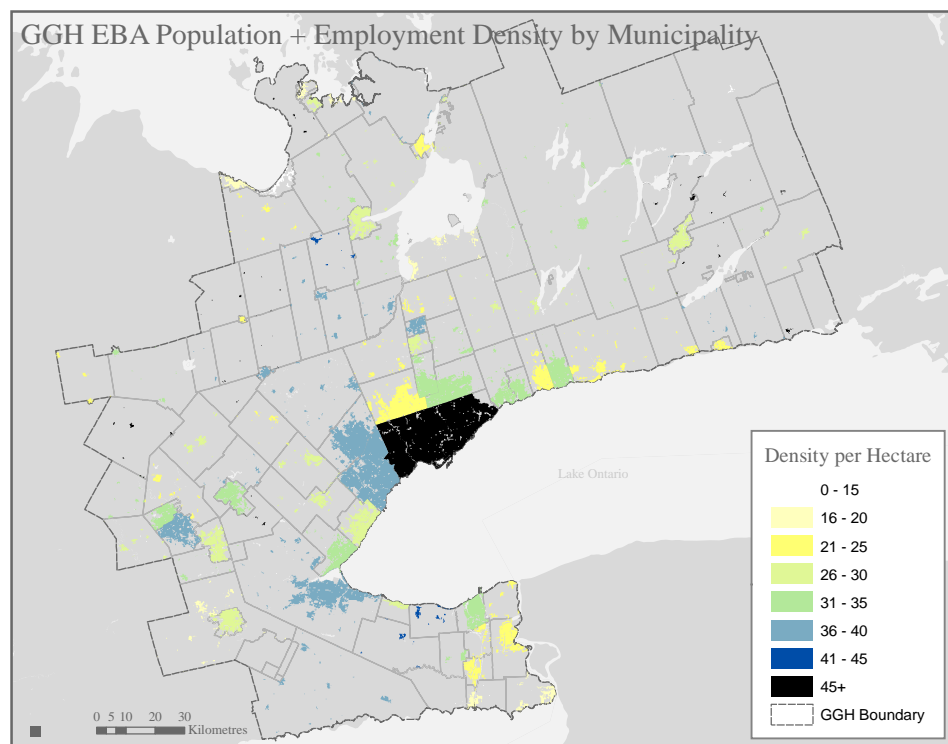 GGH EBA Population + Employment Density by Municipality
Lake Ontario
Density per Hectare
0 - 15
16 - 20
21 - 25
26 - 30
31 - 35
36 - 40
41 - 45
45+
GGH Boundary
0 5 10 20 30
Kilometres